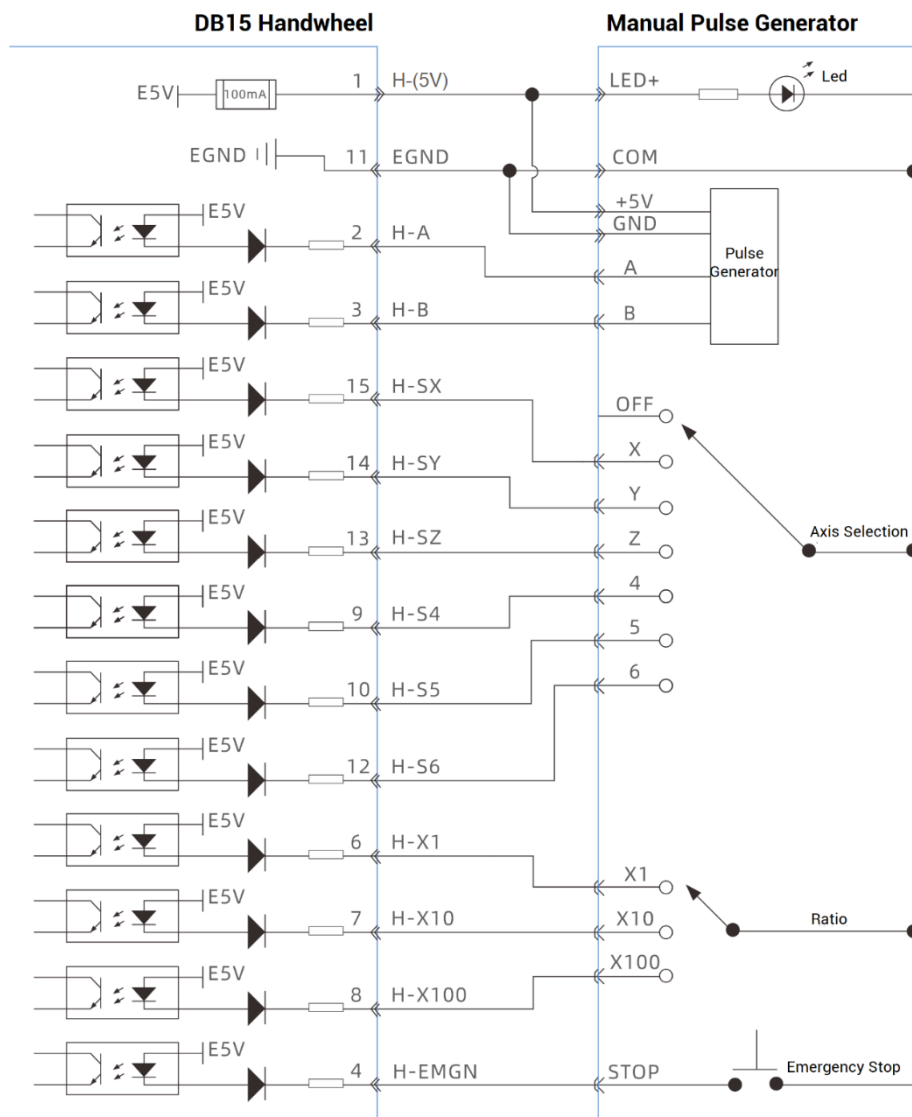 DB15 Handwheel Manual Pulse Generator
E5V 100mA 1 H-(5V) LED+ Led
EGND 11 EGND COM
E5V +5V
GND
2 H-A A Pulse Generator
E5V
3 H-B B
E5V
15 H-SX OFF
X
E5V
14 H-SY Y
E5V
13 H-SZ Z Axis Selection
E5V
9 H-S4 4
E5V
10 H-S5 5
E5V
12 H-S6 6
E5V
6 H-X1 X1
E5V
7 H-X10 X10 Ratio
E5V
8 H-X100 X100
E5V
4 H-EMGN STOP Emergency Stop